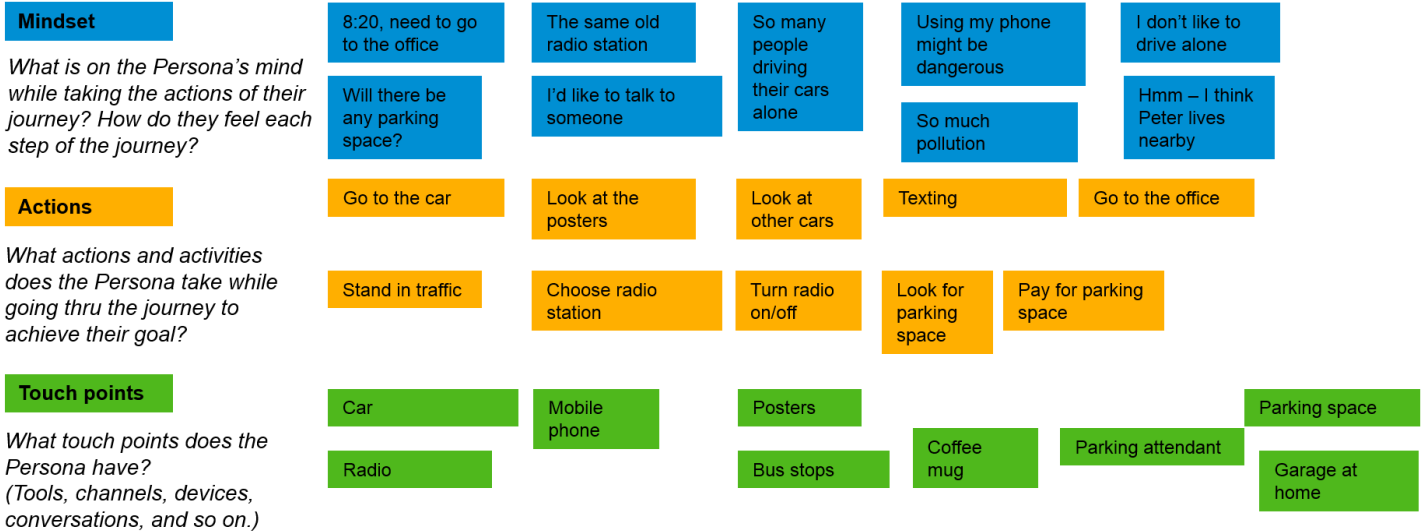 Mindset
What is on the Persona's mind
while taking the actions of their
journey? How do they feel each
step of the journey?
8:20, need to go
to the office
Will there be
any parking
space?
The same old
radio station
I'd like to talk to
someone
So many
people
driving
their cars
alone
Using my phone
might be
dangerous
So much
pollution
I don't like to
drive alone
Hmm – I think
Peter lives
nearby
Actions
What actions and activities
does the Persona take while
going thru the journey to
achieve their goal?
Go to the car
Look at the
posters
Look at
other cars
Texting
Go to the office
Stand in traffic
Choose radio
station
Turn radio
on/off
Look for
parking
space
Pay for parking
space
Touch points
What touch points does the
Persona have?
(Tools, channels, devices,
conversations, and so on.)
Car
Radio
Mobile
phone
Posters
Bus stops
Coffee
mug
Parking attendant
Parking space
Garage at
home